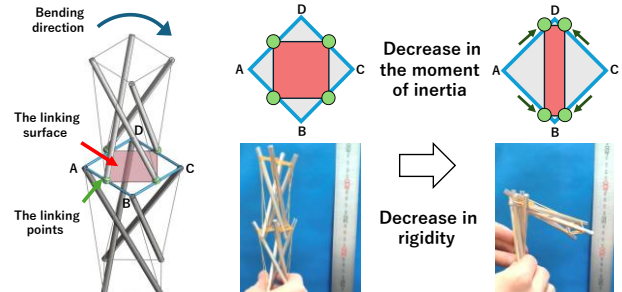 Bending
direction
The linking
surface
The linking
points
A
D
C
B
D
A
C
B
Decrease in
the moment
of inertia
Decrease in
rigidity
D
A
C
B